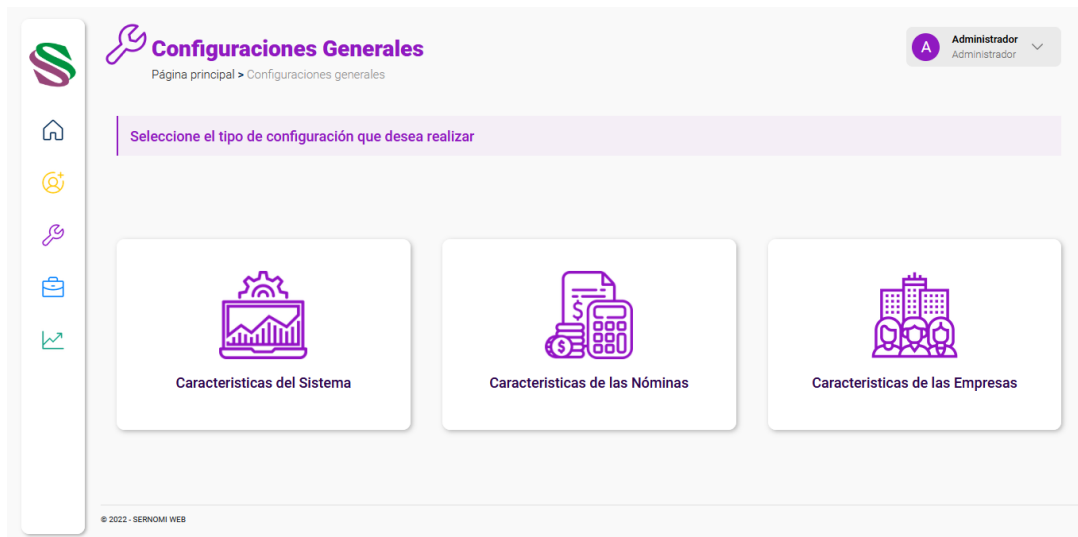 Configuraciones Generales
Página principal > Configuraciones generales
A
Administrador
Administrador
Seleccione el tipo de configuración que desea realizar
Caracteristicas del Sistema
Caracteristicas de las Nóminas
Caracteristicas de las Empresas
© 2022 - SERNOMI WEB